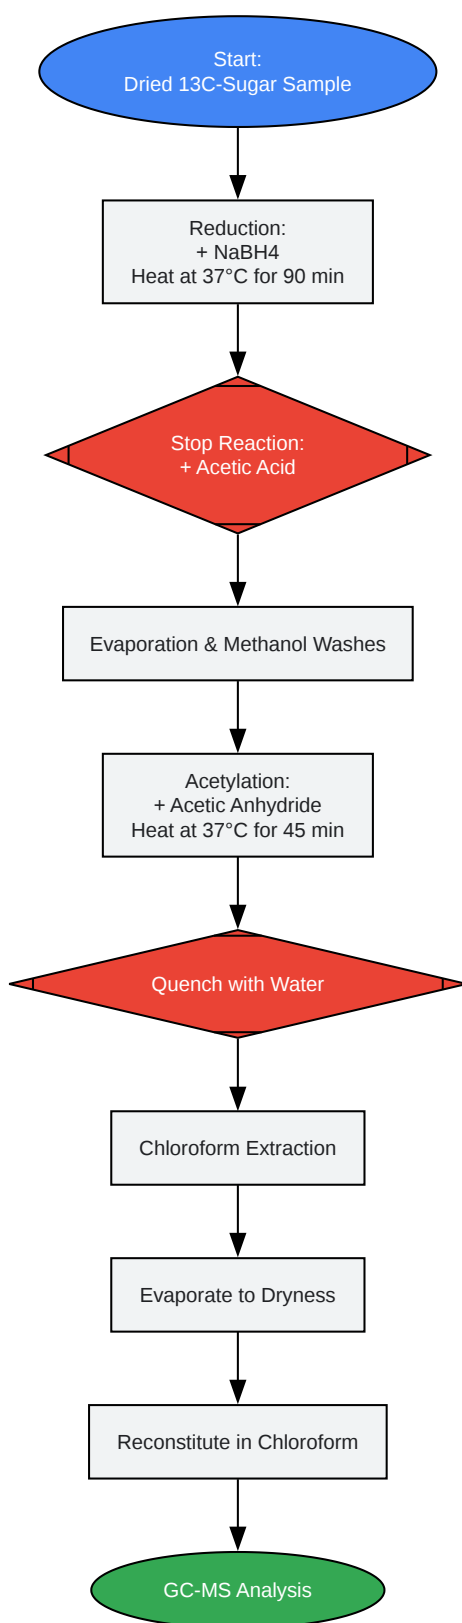 Start:
Dried 13C-Sugar Sample
Reduction:
+ NaBH4
Heat at 37°C for 90 min
Stop Reaction:
+ Acetic Acid
Evaporation & Methanol Washes
Acetylation:
+ Acetic Anhydride
Heat at 37°C for 45 min
Quench with Water
Chloroform Extraction
Evaporate to Dryness
Reconstitute in Chloroform
GC-MS Analysis